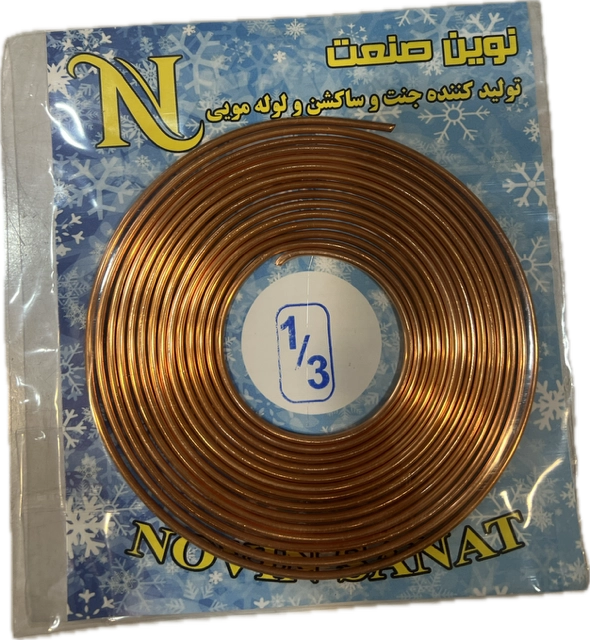 N
نوین صنعت
تولید کننده جنت و ساکشن و لوله مویی
1/3
NOVIN SANAT